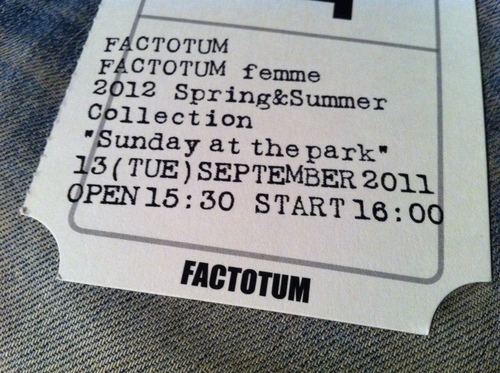 FACTOTUM
FACTOTUM femme
2012 Spring&Summer
Collection
"Sunday at the park"
13(TUE)SEPTEMBER 2011
OPEN 15:30 START 16:00
FACTOTUM